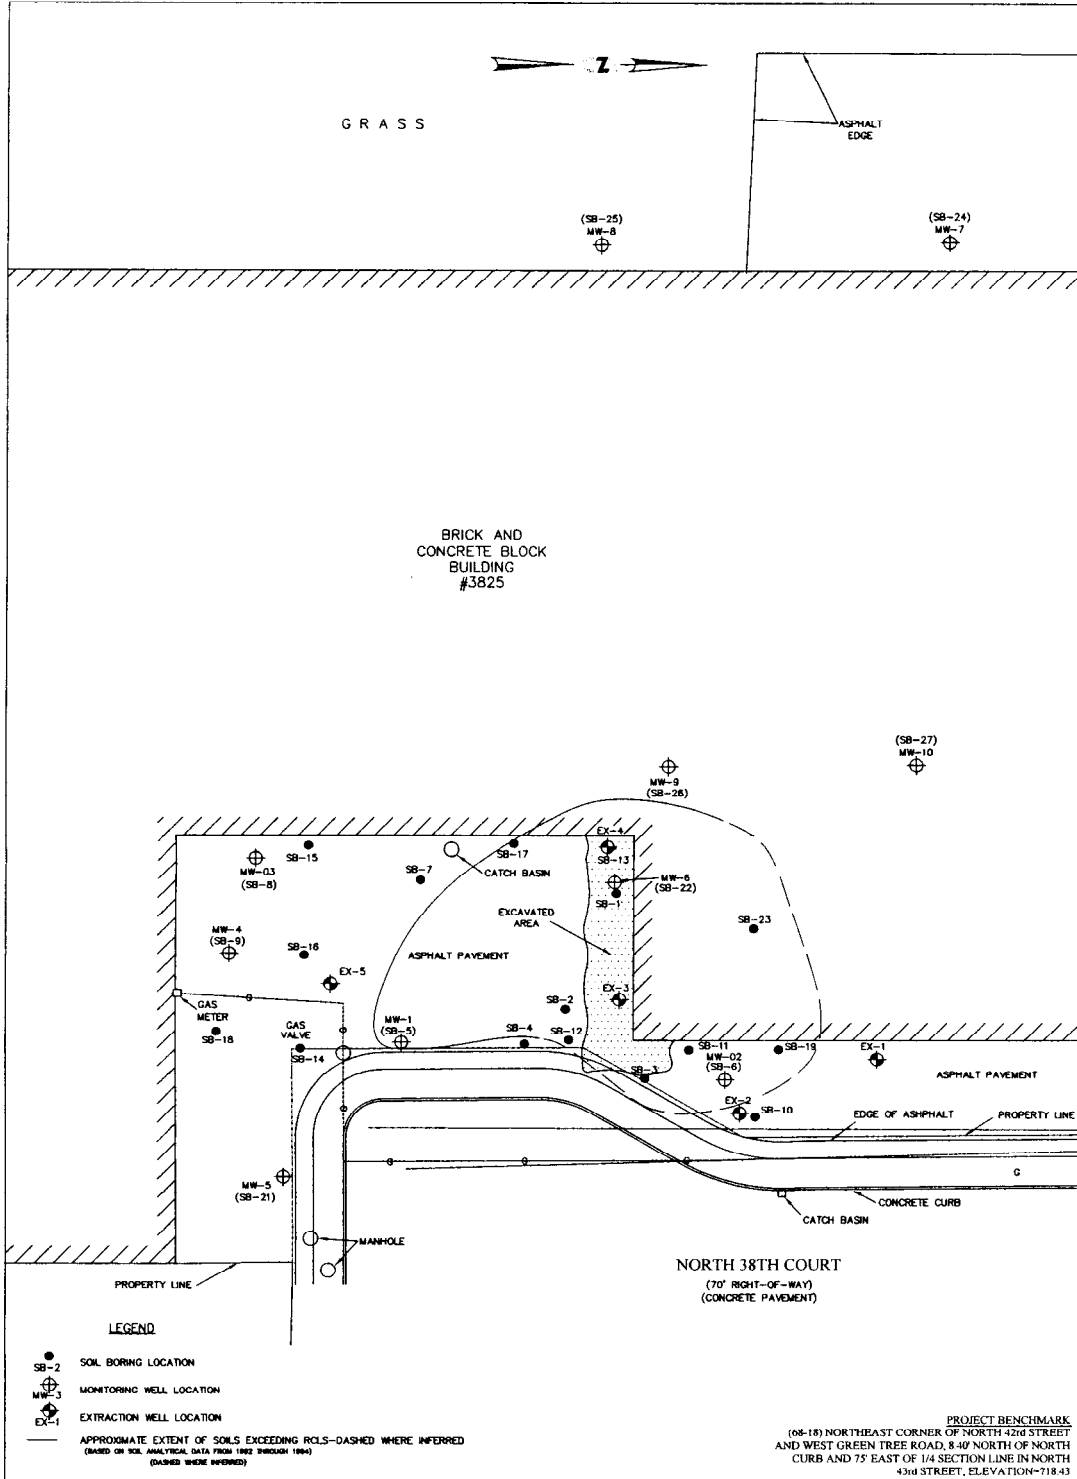 Z
GRASS
ASPHALT
EDGE
(SB-25)
MW-8
(SB-24)
MW-7
BRICK AND
CONCRETE BLOCK
BUILDING
#3825
(SB-27)
MW-10
MW-9
(SB-26)
EX-4
SB-13
SB-15
SB-17
CATCH BASIN
SB-7
MW-03
(SB-8)
MW-6
(SB-22)
SB-1
EXCAVATED
AREA
SB-23
MW-4
(SB-9)
SB-16
ASPHALT PAVEMENT
EX-5
EX-3
G
GAS
METER
SB-2
MW-1
(SB-5)
GAS
VALVE
SB-18
SB-4
SB-12
SB-14
SB-11
SB-19
EX-1
MW-02
(SB-6)
SB-3
ASPHALT PAVEMENT
EX-2
SB-10
EDGE OF ASHPHALT
PROPERTY LINE
G
G
G
G
G
MW-5
(SB-21)
CONCRETE CURB
CATCH BASIN
MANHOLE
NORTH 38TH COURT
(70' RIGHT-OF-WAY)
(CONCRETE PAVEMENT)
PROPERTY LINE
LEGEND
SB-2 SOIL BORING LOCATION
MW-3 MONITORING WELL LOCATION
EX-1 EXTRACTION WELL LOCATION
APPROXIMATE EXTENT OF SOILS EXCEEDING RCLS-DASHED WHERE INFERRED
(BASED ON SOIL ANALYTICAL DATA FROM 1992 THROUGH 1994)
(DASHED WHERE INFERRED)
PROJECT BENCHMARK
(68-18) NORTHEAST CORNER OF NORTH 42rd STREET
AND WEST GREEN TREE ROAD, 8.40' NORTH OF NORTH
CURB AND 75' EAST OF 1/4 SECTION LINE IN NORTH
43rd STREET, ELEVATION=718.43